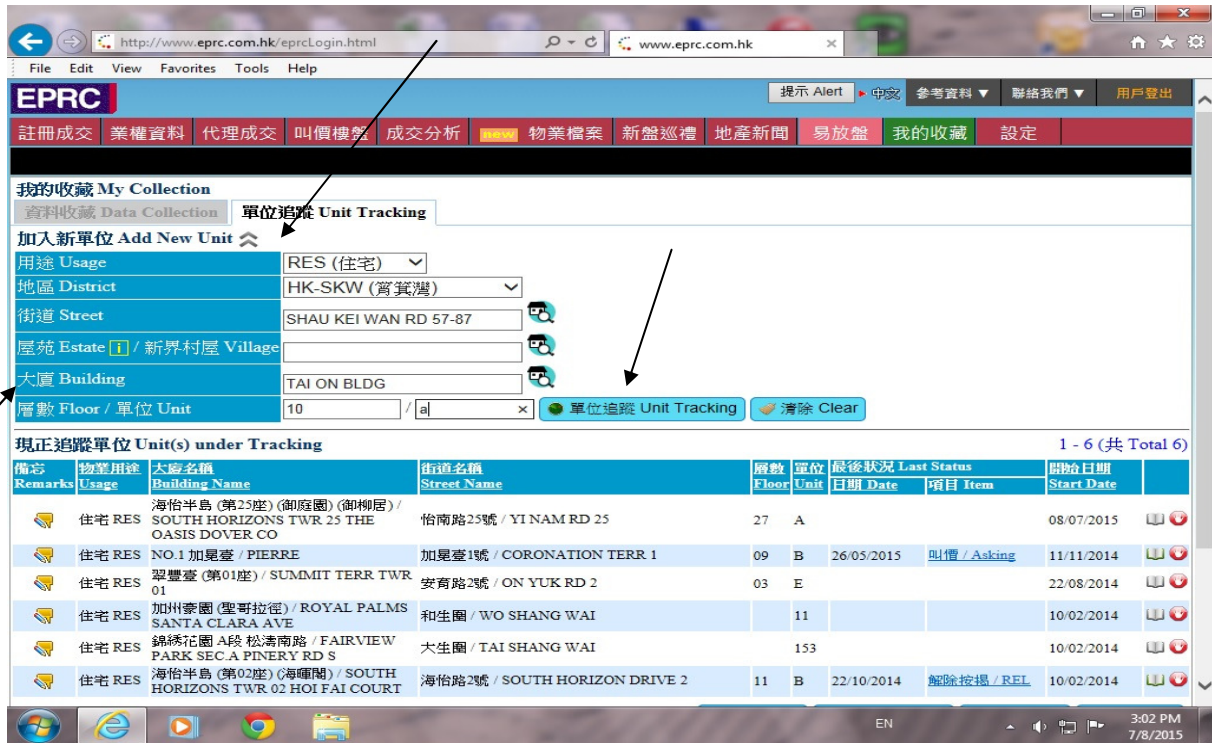 http://www.eprc.com.hk/eprcLogin.html
www.eprc.com.hk
File Edit View Favorites Tools Help
EPRC
提示 Alert 中文 參考資料 ▼ 聯絡我們 ▼ 用戶登出
註冊成交 業權資料 代理成交 叫價樓盤 成交分析 new 物業檔案 新盤巡禮 地產新聞 易放盤 我的收藏 設定
我的收藏 My Collection
資料收藏 Data Collection 單位追蹤 Unit Tracking
加入新單位 Add New Unit
用途 Usage RES (住宅)
地區 District HK-SKW (筲箕灣)
街道 Street SHAU KEI WAN RD 57-87
屋苑 Estate i / 新界村屋 Village
大廈 Building TAI ON BLDG
層數 Floor / 單位 Unit 10 / a × 單位追蹤 Unit Tracking 清除 Clear
現正追蹤單位 Unit(s) under Tracking 1 - 6 (共 Total 6)
備忘 物業用途 大廈名稱 街道名稱 層數 單位 最後狀況 Last Status 開始日期
Remarks Usage Building Name Street Name Floor Unit 日期 Date 項目 Item Start Date
住宅 RES 海怡半島 (第25座) (御庭園) (御柳居) / SOUTH HORIZONS TWR 25 THE OASIS DOVER CO 怡南路25號 / YI NAM RD 25 27 A 08/07/2015
住宅 RES NO.1 加冕臺 / PIERRE 加冕臺1號 / CORONATION TERR 1 09 B 26/05/2015 叫價 / Asking 11/11/2014
住宅 RES 翠豐臺 (第01座) / SUMMIT TERR TWR 01 安育路2號 / ON YUK RD 2 03 E 22/08/2014
住宅 RES 加州豪園 (聖哥拉徑) / ROYAL PALMS SANTA CLARA AVE 和生圍 / WO SHANG WAI 11 10/02/2014
住宅 RES 錦綉花園 A段 松濤南路 / FAIRVIEW PARK SEC.A PINERY RD S 大生圍 / TAI SHANG WAI 153 10/02/2014
住宅 RES 海怡半島 (第02座) (海暉閣) / SOUTH HORIZONS TWR 02 HOI FAI COURT 海怡路2號 / SOUTH HORIZON DRIVE 2 11 B 22/10/2014 解除按揭 / REL 10/02/2014
EN
3:02 PM
7/8/2015